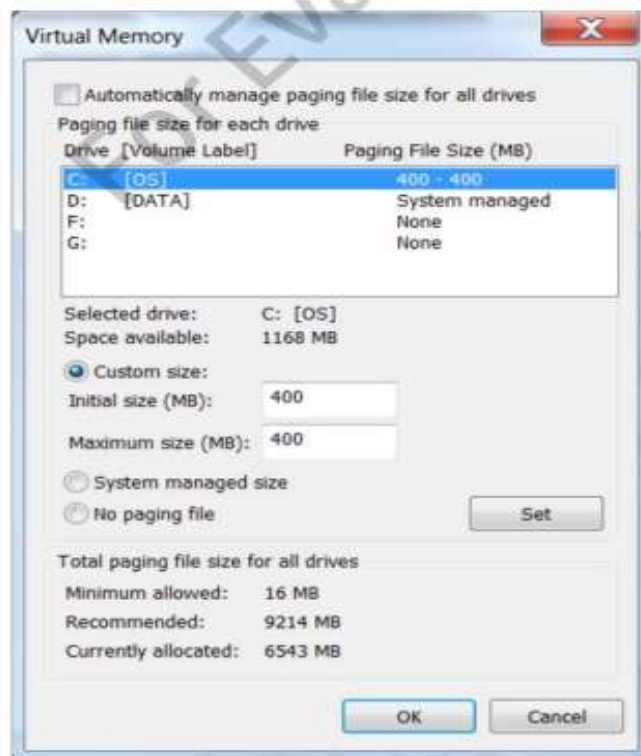 For Eva
Virtual Memory
Automatically manage paging file size for all drives
Paging file size for each drive
Drive [Volume Label] Paging File Size (MB)
C: [OS] 400 - 400
D: [DATA] System managed
F: None
G: None
Selected drive: C: [OS]
Space available: 1168 MB
Custom size:
Initial size (MB): 400
Maximum size (MB): 400
System managed size
No paging file
Set
Total paging file size for all drives
Minimum allowed: 16 MB
Recommended: 9214 MB
Currently allocated: 6543 MB
OK Cancel